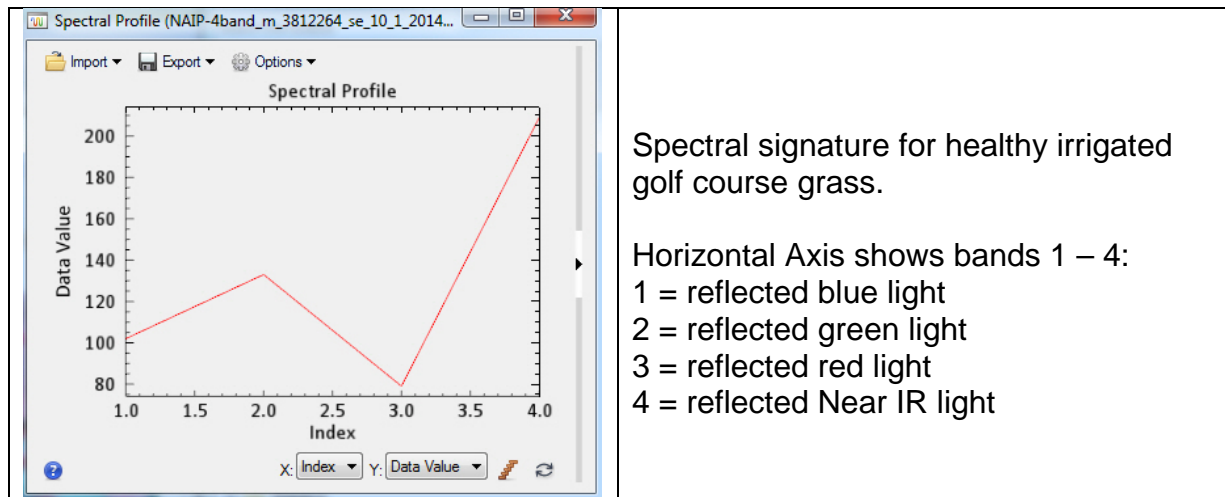 Spectral Profile (NAIP-4band_m_3812264_se_10_1_2014...
Import Export Options
Spectral Profile
Data Value
200
180
160
140
120
100
80
1.0 1.5 2.0 2.5 3.0 3.5 4.0
Index
X: Index Y: Data Value
Spectral signature for healthy irrigated
golf course grass.
Horizontal Axis shows bands 1 – 4:
1 = reflected blue light
2 = reflected green light
3 = reflected red light
4 = reflected Near IR light